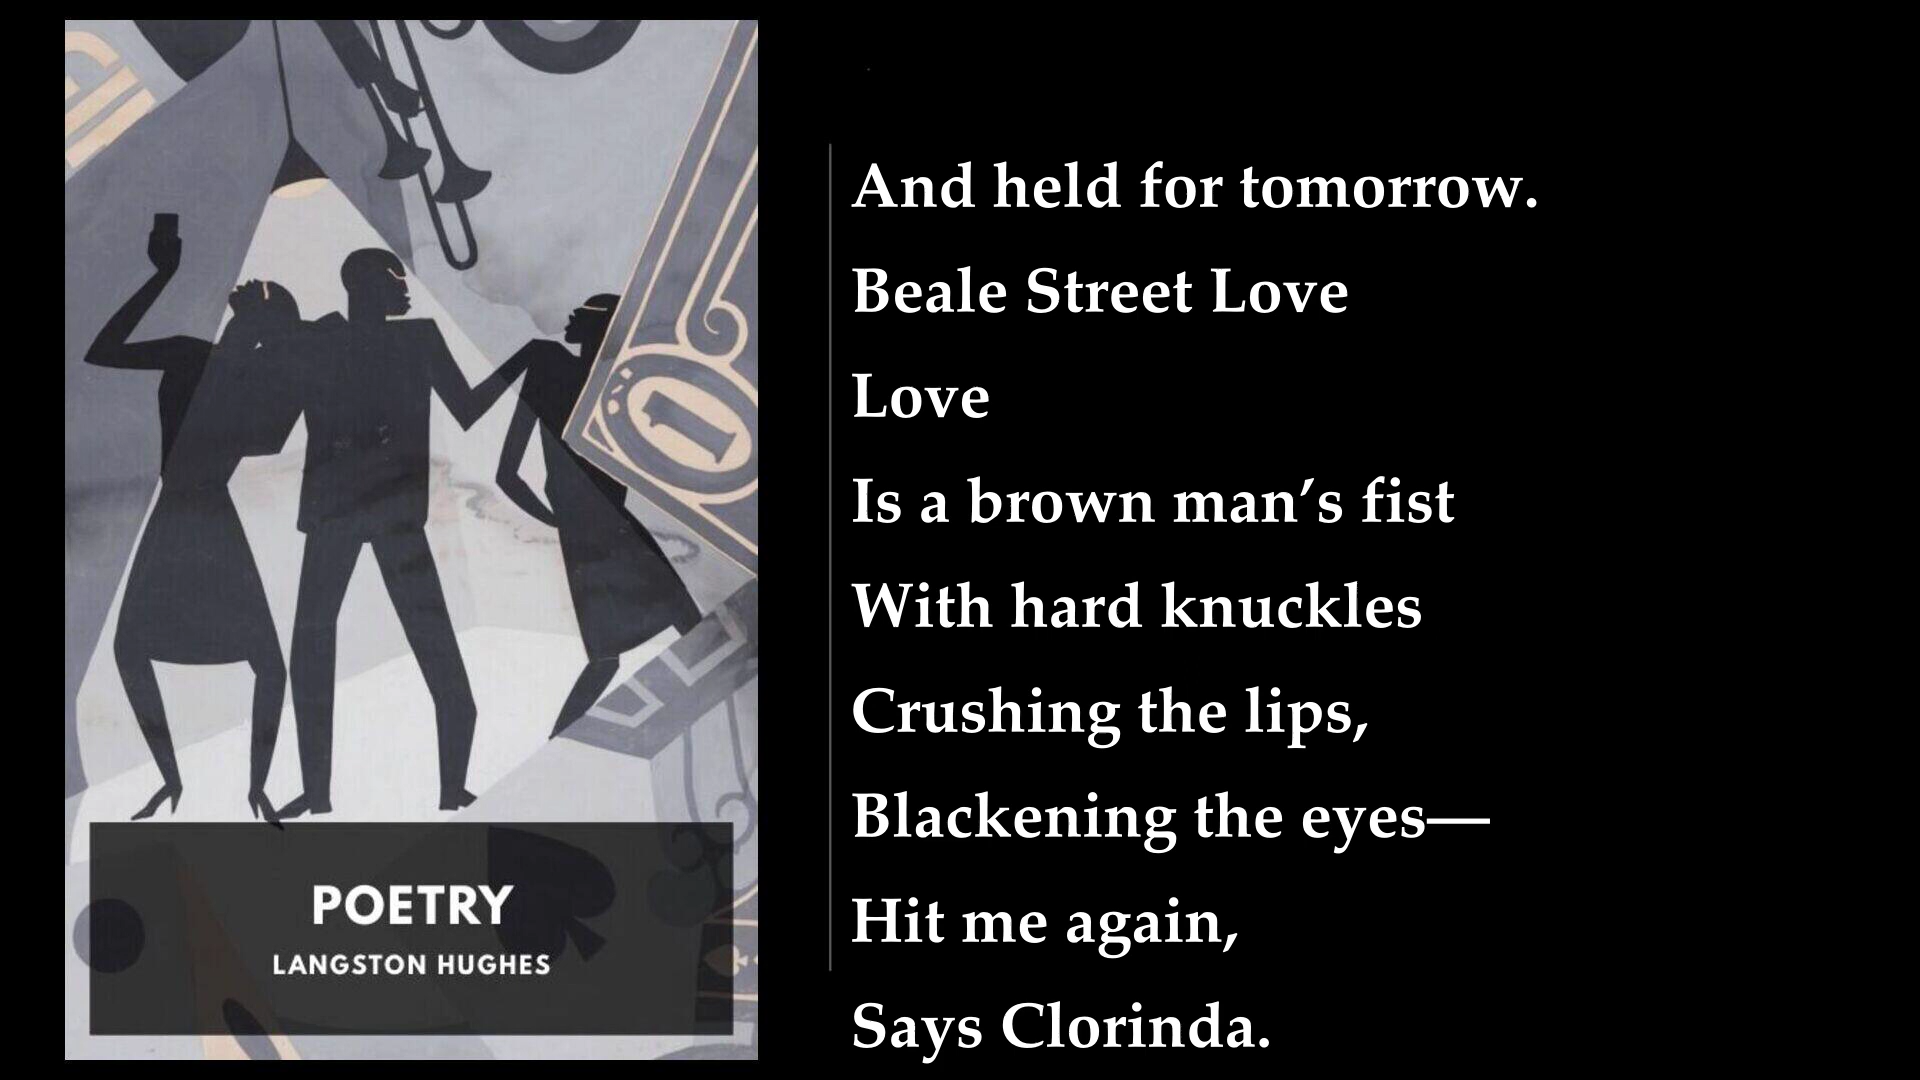 And held for tomorrow.
Beale Street Love
Love
Is a brown man’s fist
With hard knuckles
Crushing the lips,
Blackening the eyes—
Hit me again,
Says Clorinda.
POETRY
LANGSTON HUGHES